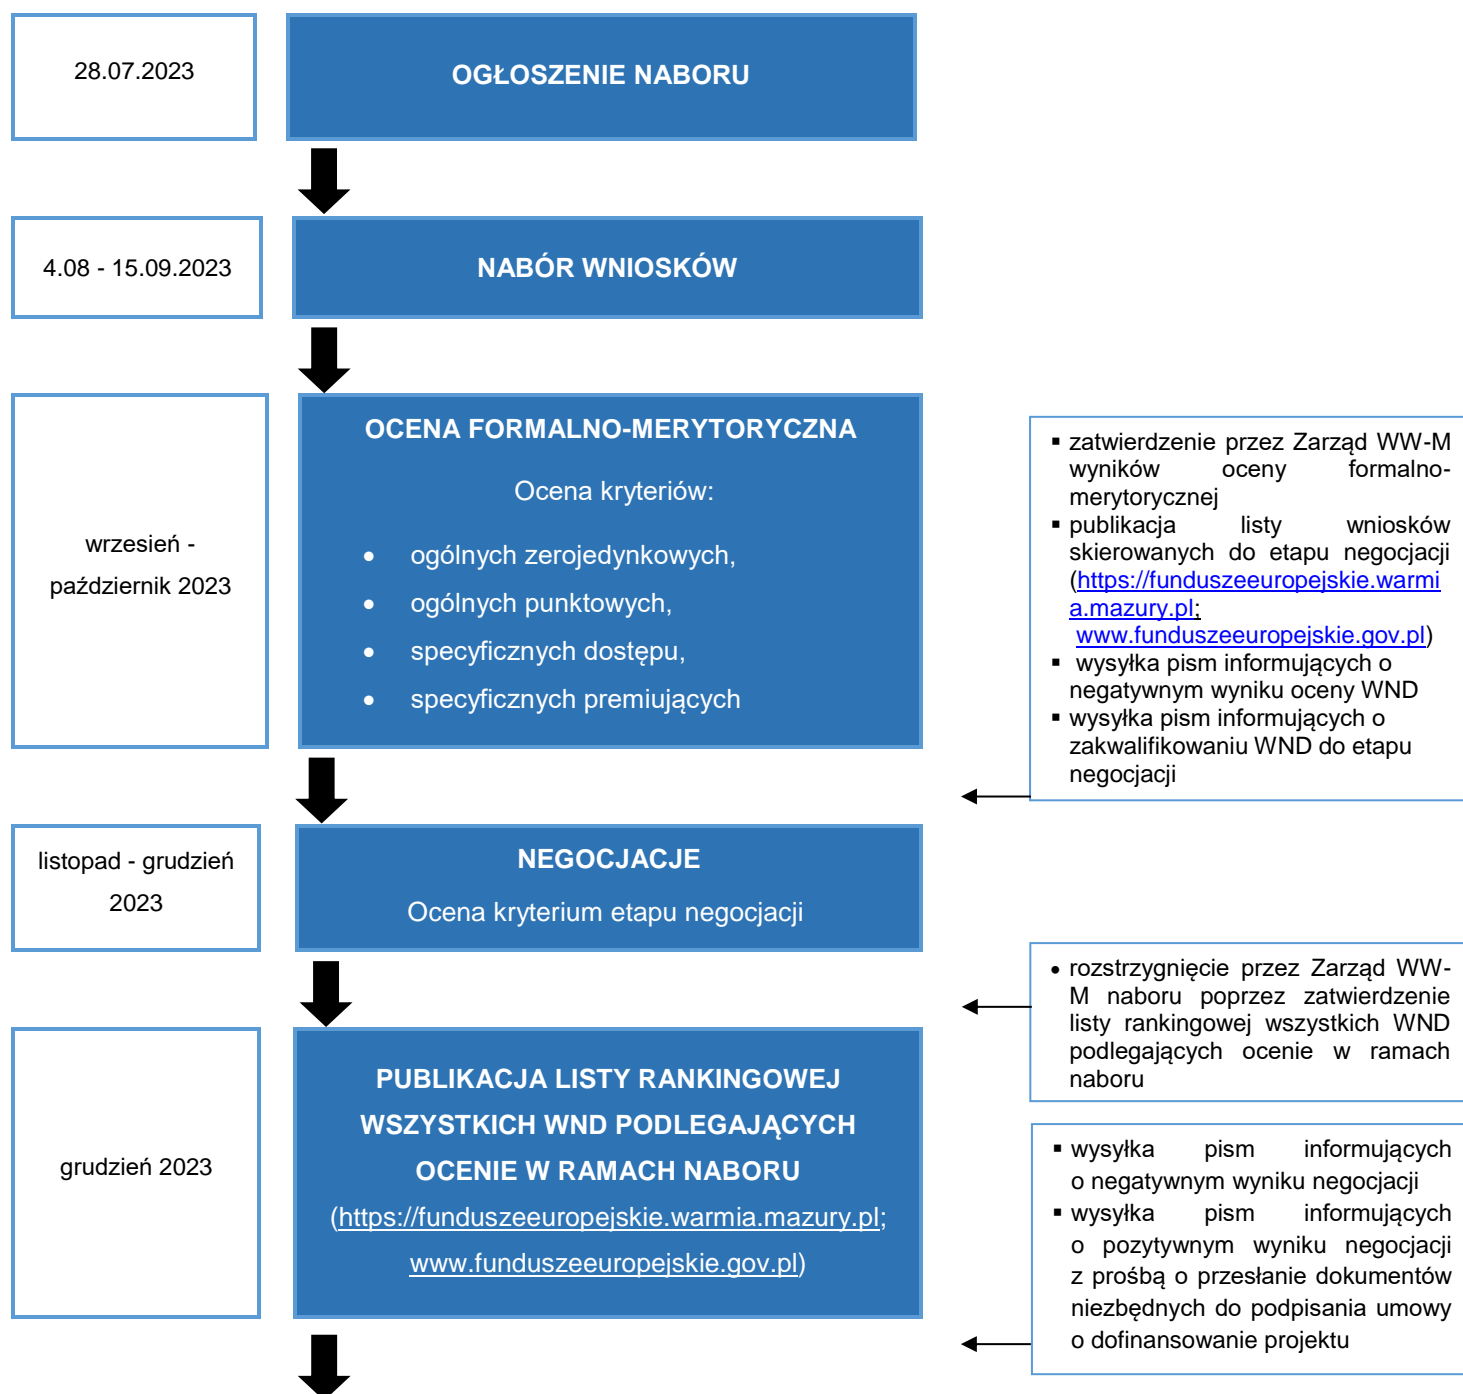 28.07.2023
OGŁOSZENIE NABORU
4.08 - 15.09.2023
NABÓR WNIOSKÓW
wrzesień -
październik 2023
OCENA FORMALNO-MERYTORYCZNA
Ocena kryteriów:
• ogólnych zerojedynkowych,
• ogólnych punktowych,
• specyficznych dostępu,
• specyficznych premiujących
▪ zatwierdzenie przez Zarząd WW-M
wyników oceny formalno-
merytorycznej
▪ publikacja listy wniosków
skierowanych do etapu negocjacji
(https://funduszeeuropejskie.warmi
a.mazury.pl;
www.funduszeeuropejskie.gov.pl)
▪ wysyłka pism informujących o
negatywnym wyniku oceny WND
▪ wysyłka pism informujących o
zakwalifikowaniu WND do etapu
negocjacji
listopad - grudzień
2023
NEGOCJACJE
Ocena kryterium etapu negocjacji
• rozstrzygnięcie przez Zarząd WW-
M naboru poprzez zatwierdzenie
listy rankingowej wszystkich WND
podlegających ocenie w ramach
naboru
grudzień 2023
PUBLIKACJA LISTY RANKINGOWEJ
WSZYSTKICH WND PODLEGAJĄCYCH
OCENIE W RAMACH NABORU
(https://funduszeeuropejskie.warmia.mazury.pl;
www.funduszeeuropejskie.gov.pl)
▪ wysyłka pism informujących
o negatywnym wyniku negocjacji
▪ wysyłka pism informujących
o pozytywnym wyniku negocjacji
z prośbą o przesłanie dokumentów
niezbędnych do podpisania umowy
o dofinansowanie projektu